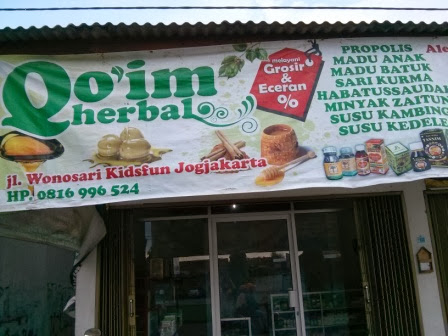 Qo'im
herbal
melayani
Grosir
&
Eceran
%
PROPOLIS
MADU ANAK
MADU BATUK
SARI KURMA
HABATUSSAUDAH
MINYAK ZAITUN
SUSU KAMBING
SUSU KEDELE
jl. Wonosari Kidsfun Jogjakarta
HP. 0816 996 524